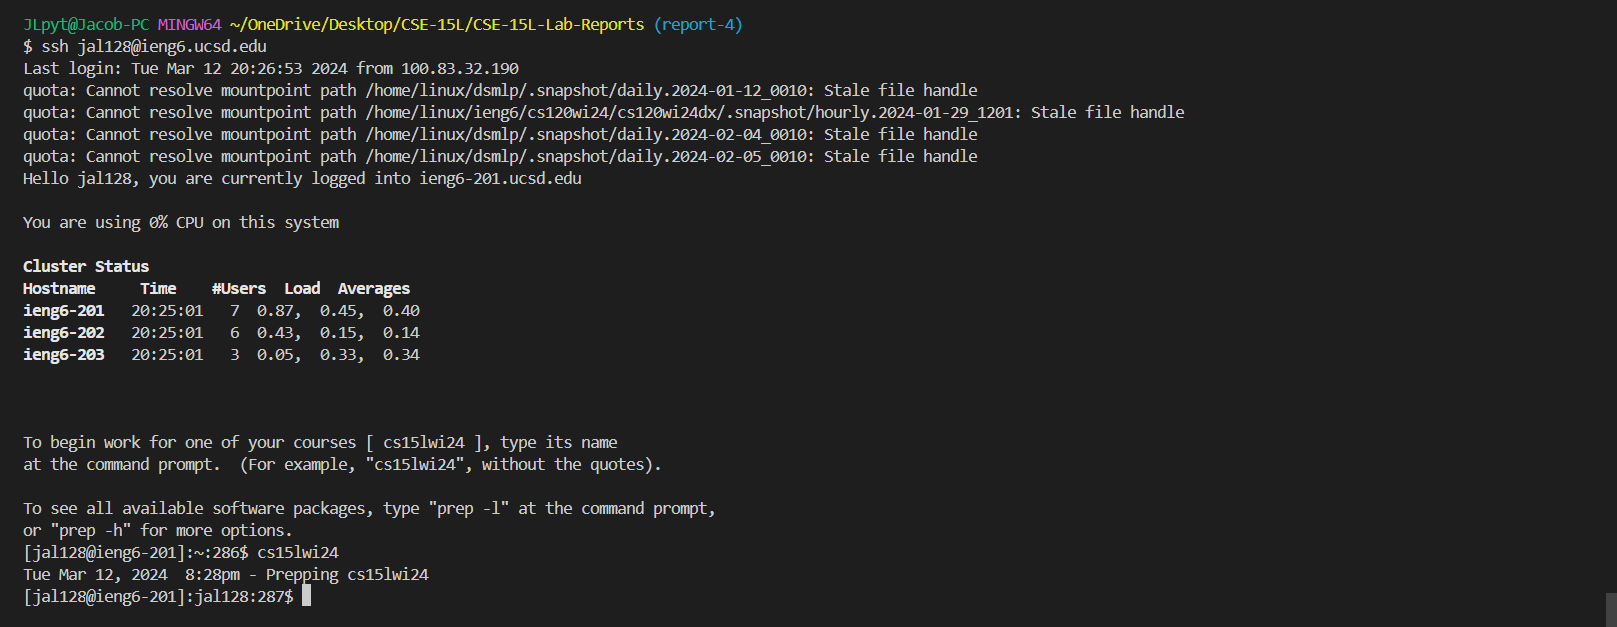 JLpyt@Jacob-PC MINGW64 ~/OneDrive/Desktop/CSE-15L/CSE-15L-Lab-Reports (report-4)
$ ssh jal128@ieng6.ucsd.edu
Last login: Tue Mar 12 20:26:53 2024 from 100.83.32.190
quota: Cannot resolve mountpoint path /home/linux/dsmlp/.snapshot/daily.2024-01-12_0010: Stale file handle
quota: Cannot resolve mountpoint path /home/linux/ieng6/cs120wi24/cs120wi24dx/.snapshot/hourly.2024-01-29_1201: Stale file handle
quota: Cannot resolve mountpoint path /home/linux/dsmlp/.snapshot/daily.2024-02-04_0010: Stale file handle
quota: Cannot resolve mountpoint path /home/linux/dsmlp/.snapshot/daily.2024-02-05_0010: Stale file handle
Hello jal128, you are currently logged into ieng6-201.ucsd.edu
You are using 0% CPU on this system
Cluster Status
Hostname     Time    #Users  Load  Averages
ieng6-201   20:25:01   7  0.87,  0.45,  0.40
ieng6-202   20:25:01   6  0.43,  0.15,  0.14
ieng6-203   20:25:01   3  0.05,  0.33,  0.34
To begin work for one of your courses [ cs15lwi24 ], type its name
at the command prompt.  (For example, "cs15lwi24", without the quotes).
To see all available software packages, type "prep -l" at the command prompt,
or "prep -h" for more options.
[jal128@ieng6-201]:~:286$ cs15lwi24
Tue Mar 12, 2024  8:28pm - Prepping cs15lwi24
[jal128@ieng6-201]:jal128:287$